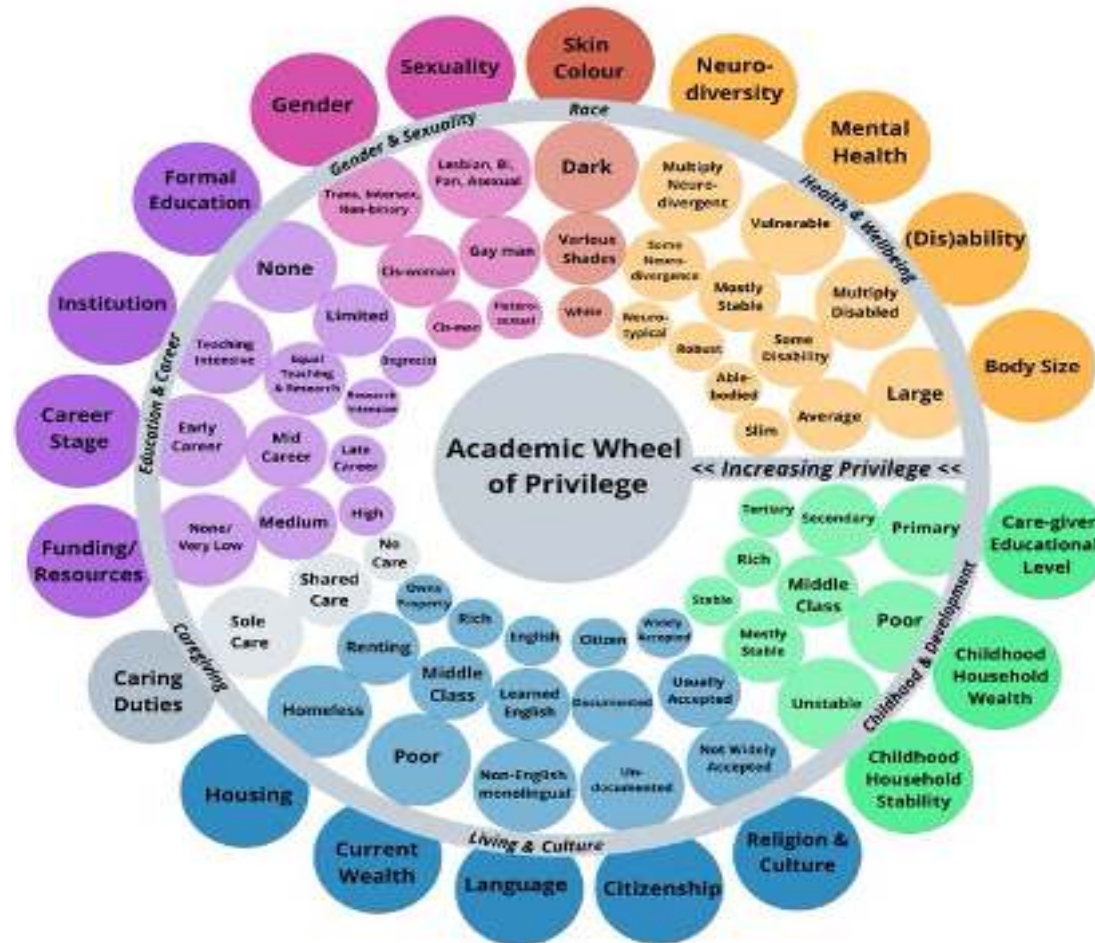 Skin
Colour
Sexuality
Gender
Formal
Education
Institution
Career
Stage
Funding/
Resources
Caring
Duties
Housing
Current
Wealth
Language
Citizenship
Religion &
Culture
Childhood
Household
Stability
Childhood
Household
Wealth
Care-giver
Educational
Level
Body Size
(Dis)ability
Mental
Health
Neuro-
diversity
Race
Gender & Sexuality
Education & Career
Caregiving
Living & Culture
Childhood & Development
Health & Wellbeing
Dark
Various
Shades
White
Lesbian, Bi,
Pan, Asexual
Gay man
Hetero-
sexual
Trans, Intersex,
Non-binary
Cis-woman
Cis-man
None
Limited
Teaching
Intensive
Equal
Teaching
& Research
Research
Intensive
Early
Career
Mid
Career
Late
Career
None/
Very Low
Medium
High
Sole
Care
Shared
Care
No
Care
Homeless
Renting
Owns
Property
Poor
Middle
Class
Rich
Non-English
monolingual
Learned
English
English
Un-
documented
Documented
Citizen
Not Widely
Accepted
Usually
Accepted
Widely
Accepted
Unstable
Mostly
Stable
Stable
Poor
Middle
Class
Rich
Primary
Secondary
Tertiary
Large
Average
Slim
Multiply
Disabled
Some
Disability
Able-
bodied
Vulnerable
Mostly
Stable
Robust
Multiply
Neuro-
divergent
Some
Neuro-
divergence
Neuro-
typical
Academic Wheel
of Privilege
<< Increasing Privilege <<